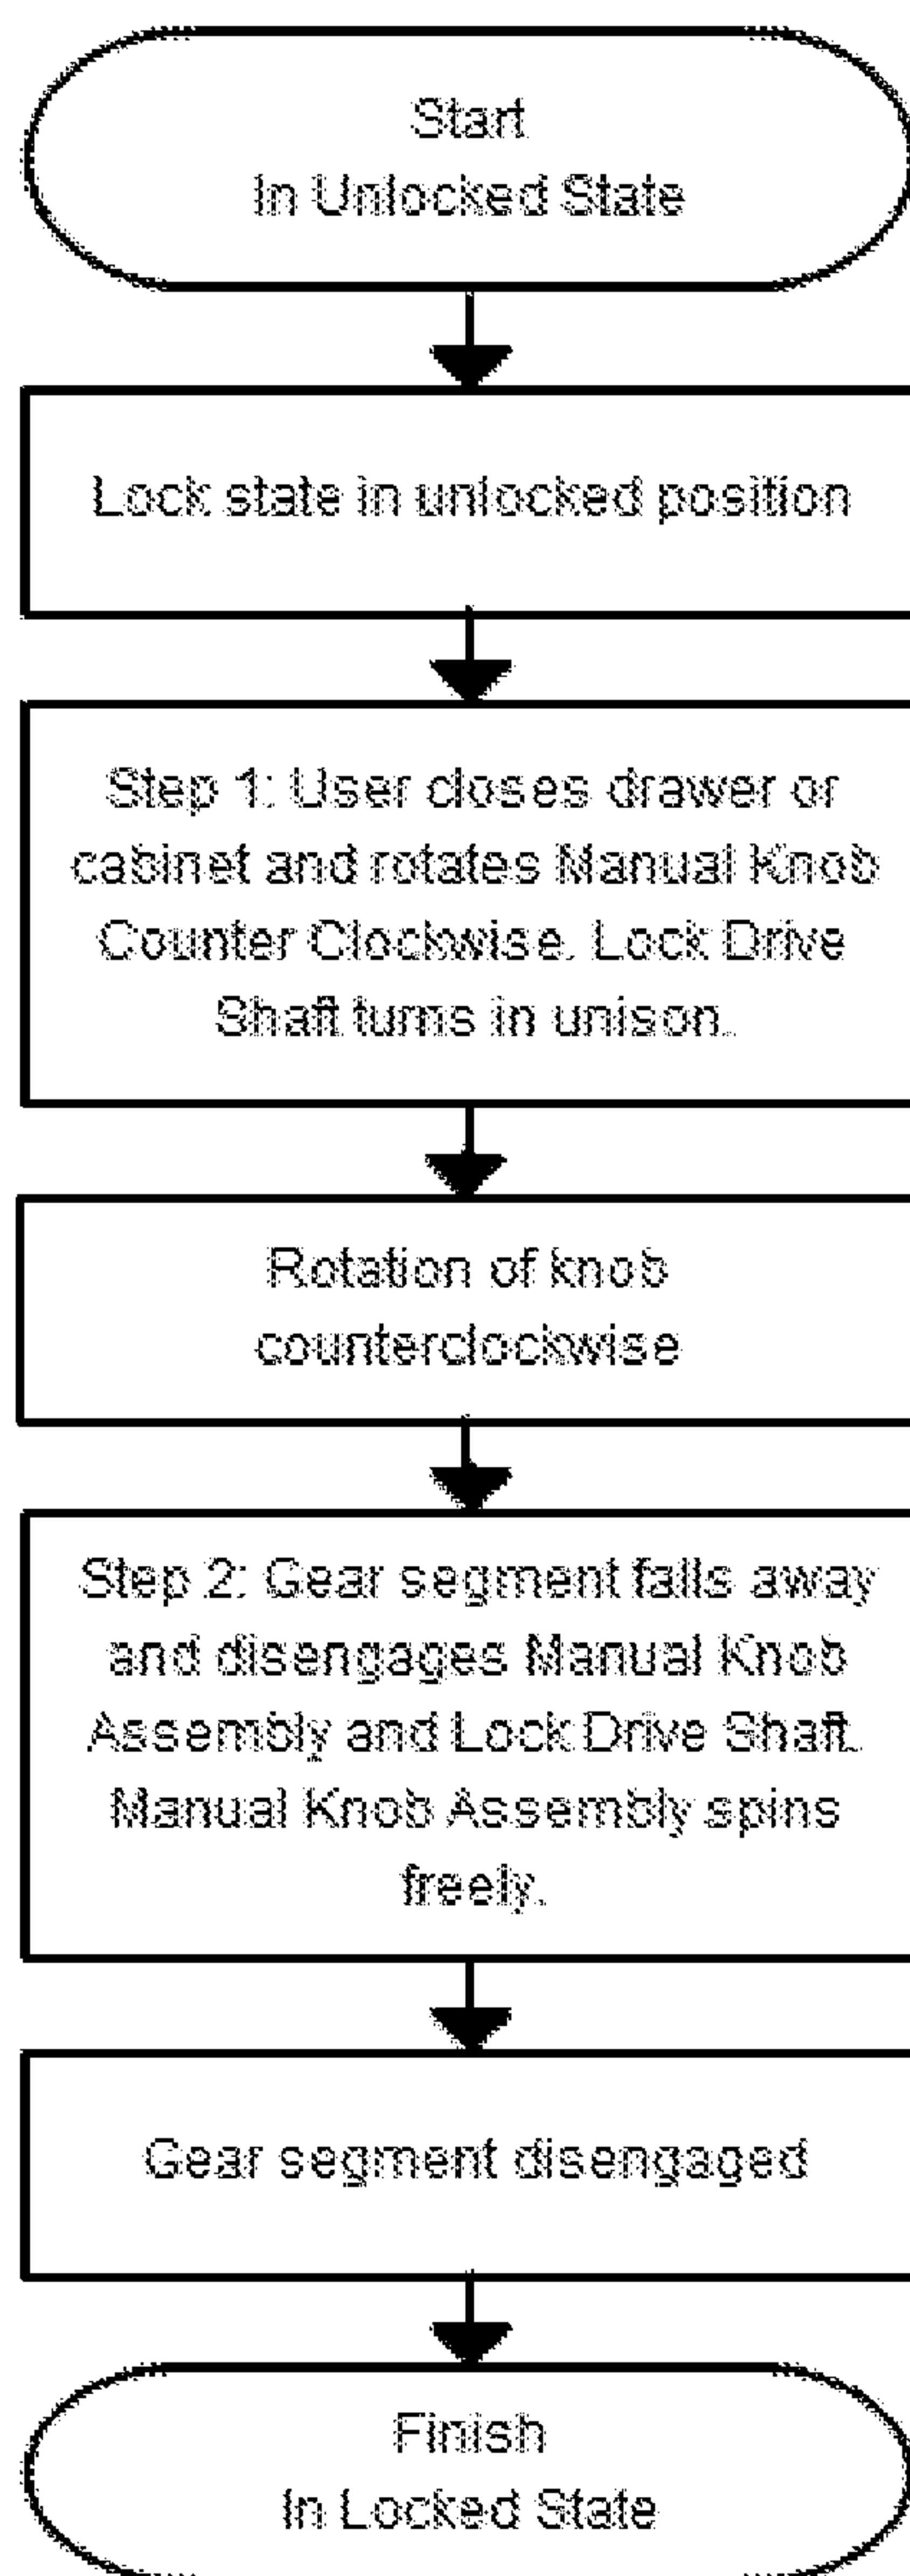 Start
In Unlocked State
Lock state in unlocked position
Step 1: User closes drawer or
cabinet and rotates Manual Knob
Counter Clockwise. Lock Drive
Shaft turns in unison.
Rotation of knob
counterclockwise
Step 2: Gear segment falls away
and disengages Manual Knob
Assembly and Lock Drive Shaft.
Manual Knob Assembly spins
freely.
Gear segment disengaged
Finish
In Locked State